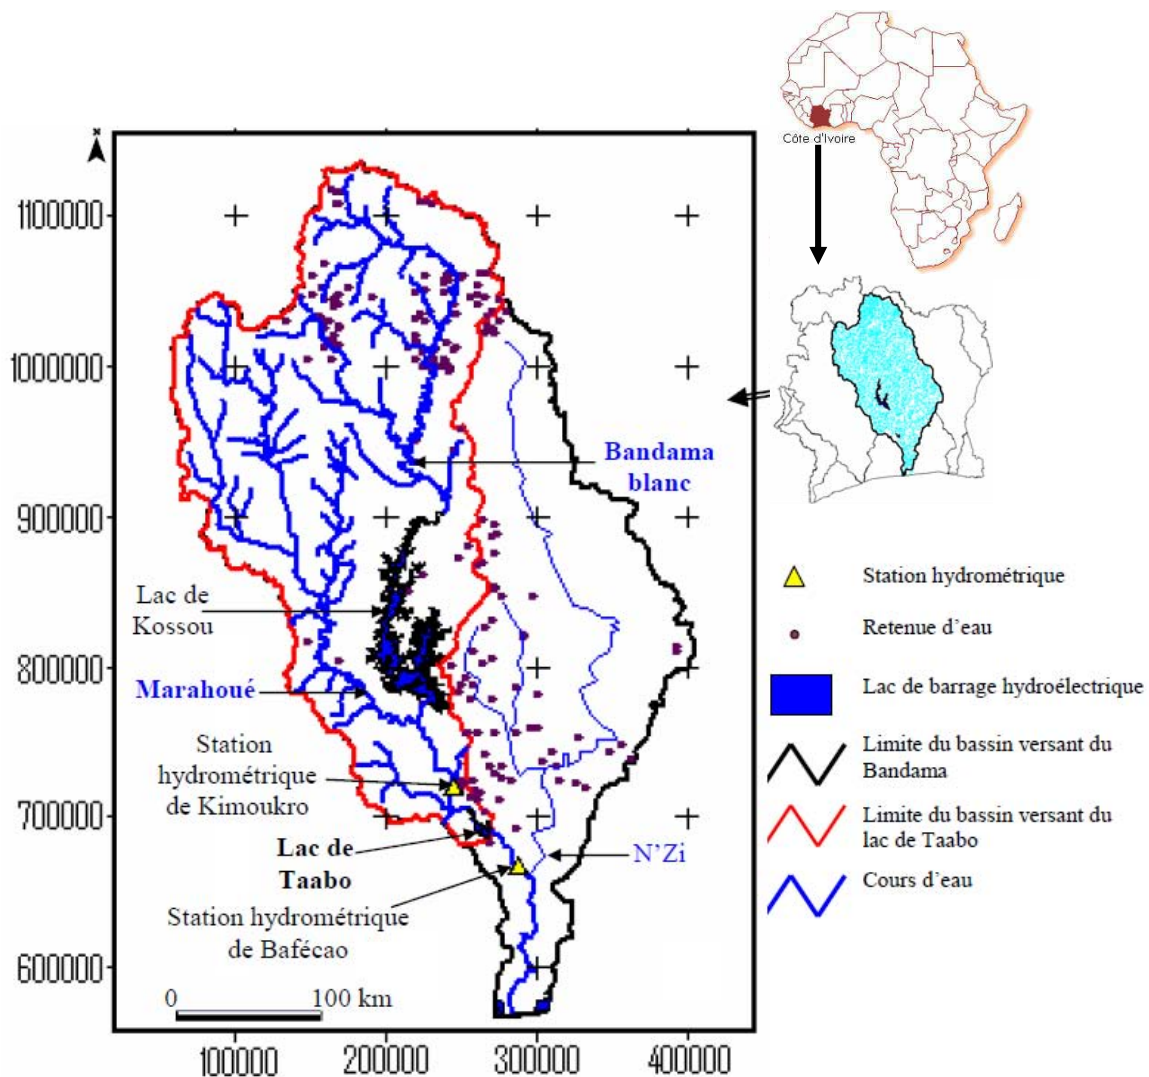 Côte d'Ivoire
1100000
1000000
900000
800000
700000
600000
Bandama
blanc
Lac de
Kossou
Marahoué
Station
hydrométrique
de Kimoukro
Lac de
Taabo
Station hydrométrique
de Bafécao
N'Zi
0 100 km
100000 200000 3000000 400000
Station hydrométrique
Retenue d'eau
Lac de barrage hydroélectrique
Limite du bassin versant du
Bandama
Limite du bassin versant du
lac de Taabo
Cours d'eau